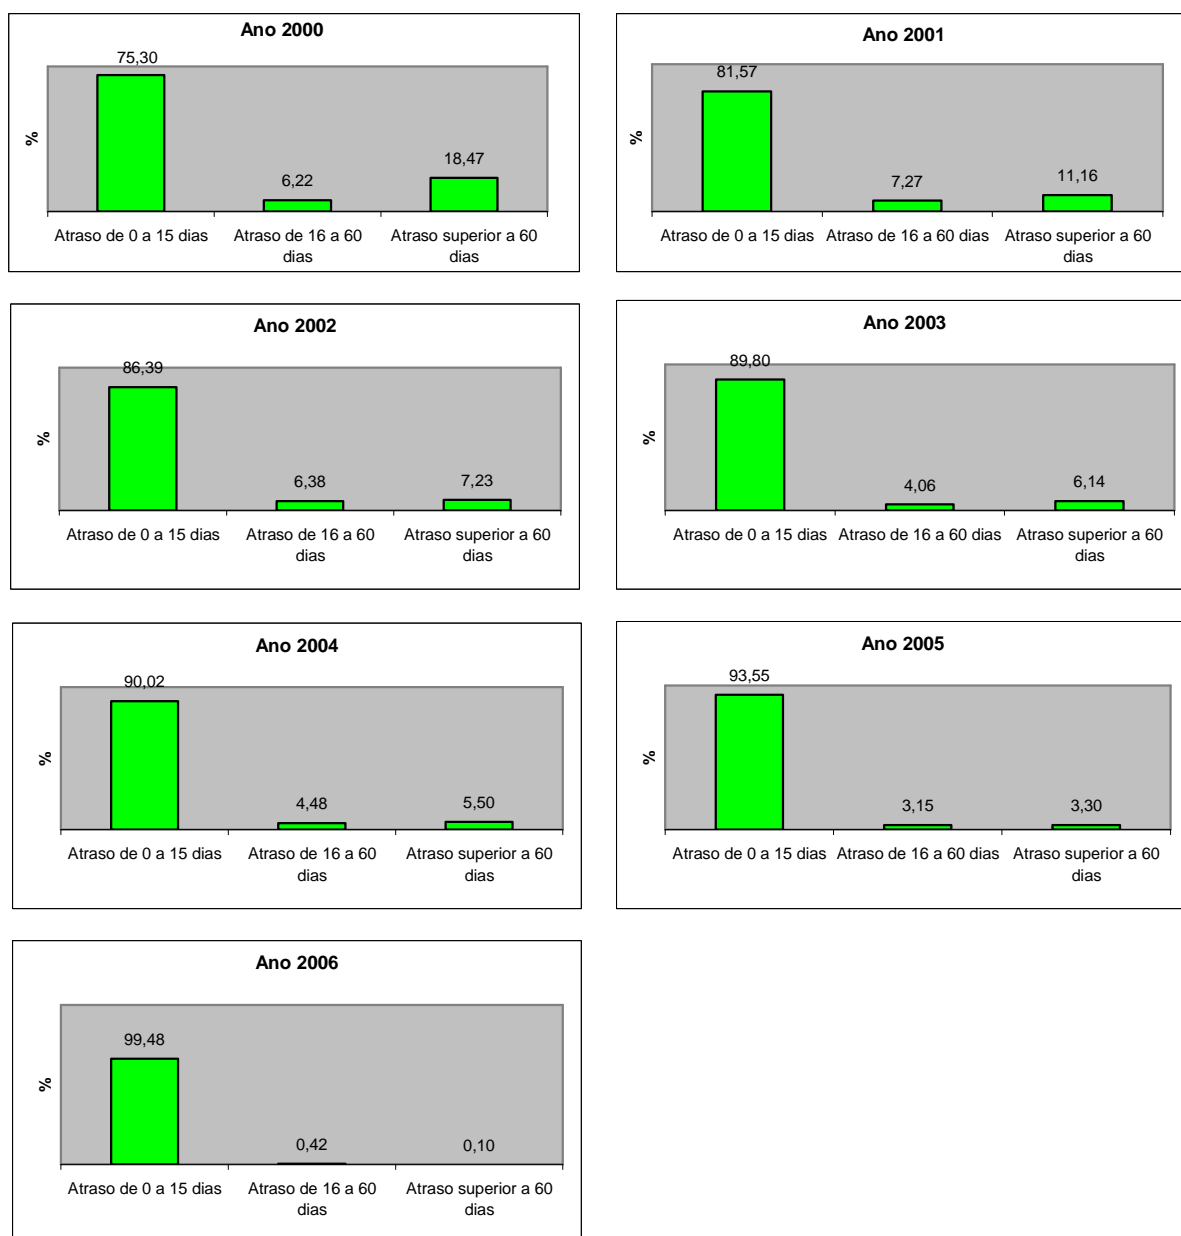 Ano 2000
75,30
18,47
6,22
%
Atraso de 0 a 15 dias
Atraso de 16 a 60
dias
Atraso superior a 60
dias
Ano 2001
81,57
7,27
11,16
%
Atraso de 0 a 15 dias
Atraso de 16 a 60 dias
Atraso superior a 60
dias
Ano 2002
86,39
6,38
7,23
%
Atraso de 0 a 15 dias
Atraso de 16 a 60
dias
Atraso superior a 60
dias
Ano 2003
89,80
4,06
6,14
%
Atraso de 0 a 15 dias
Atraso de 16 a 60 dias
Atraso superior a 60
dias
Ano 2004
90,02
4,48
5,50
%
Atraso de 0 a 15 dias
Atraso de 16 a 60
dias
Atraso superior a 60
dias
Ano 2005
93,55
3,15
3,30
%
Atraso de 0 a 15 dias
Atraso de 16 a 60 dias
Atraso superior a 60
dias
Ano 2006
99,48
0,42
0,10
%
Atraso de 0 a 15 dias
Atraso de 16 a 60
dias
Atraso superior a 60
dias